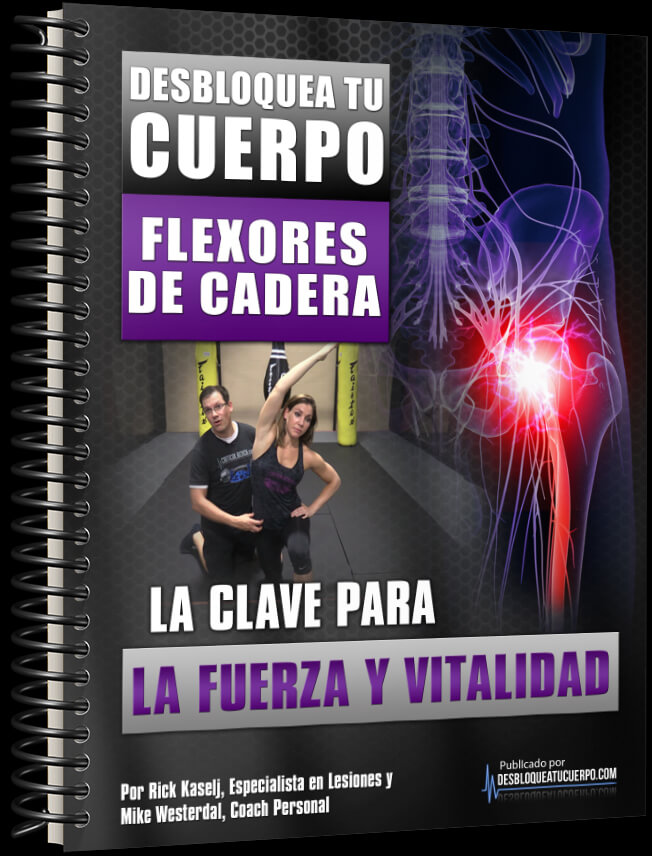 DESBLOQUEA TU
CUERPO
FLEXORES
DE CADERA
LA CLAVE PARA
LA FUERZA Y VITALIDAD
Por Rick Kaselj, Especialista en Lesiones y
Mike Westerdal, Coach Personal
Publicado por
DESBLOQUEATUCUERPO.COM